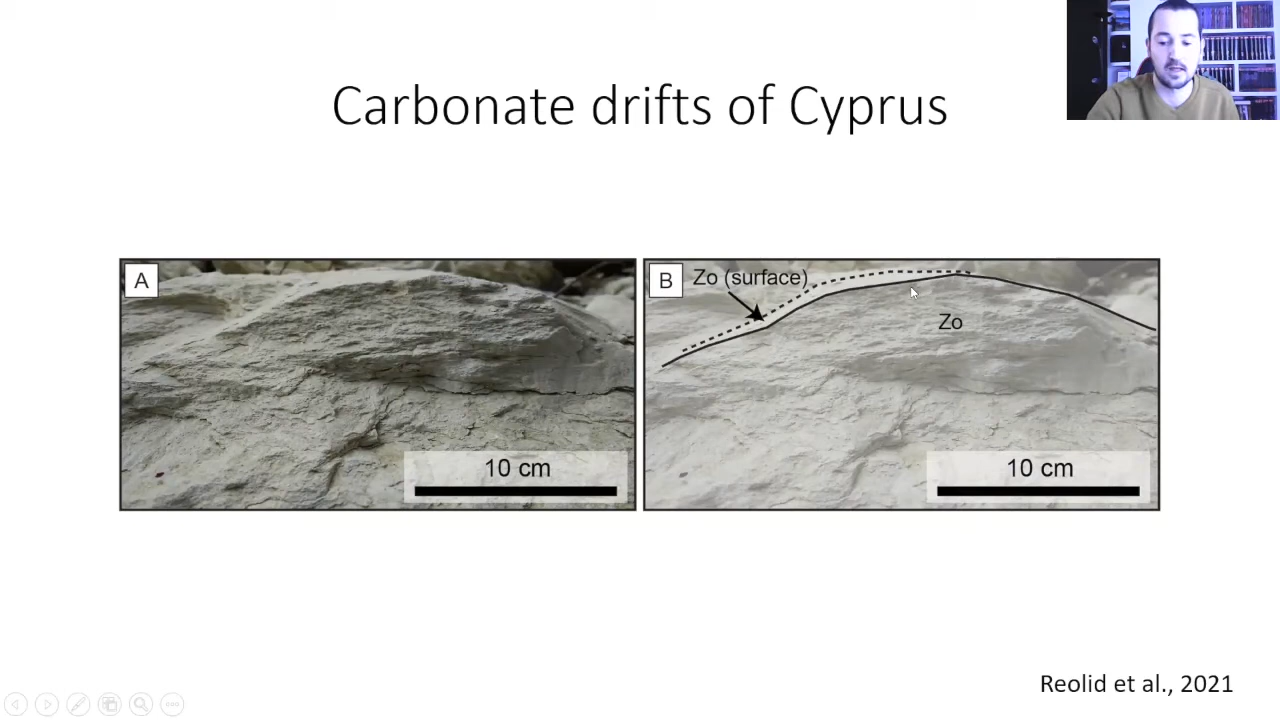 Carbonate drifts of Cyprus
A
10 cm
B
Zo (surface)
Zo
10 cm
Reolid et al., 2021